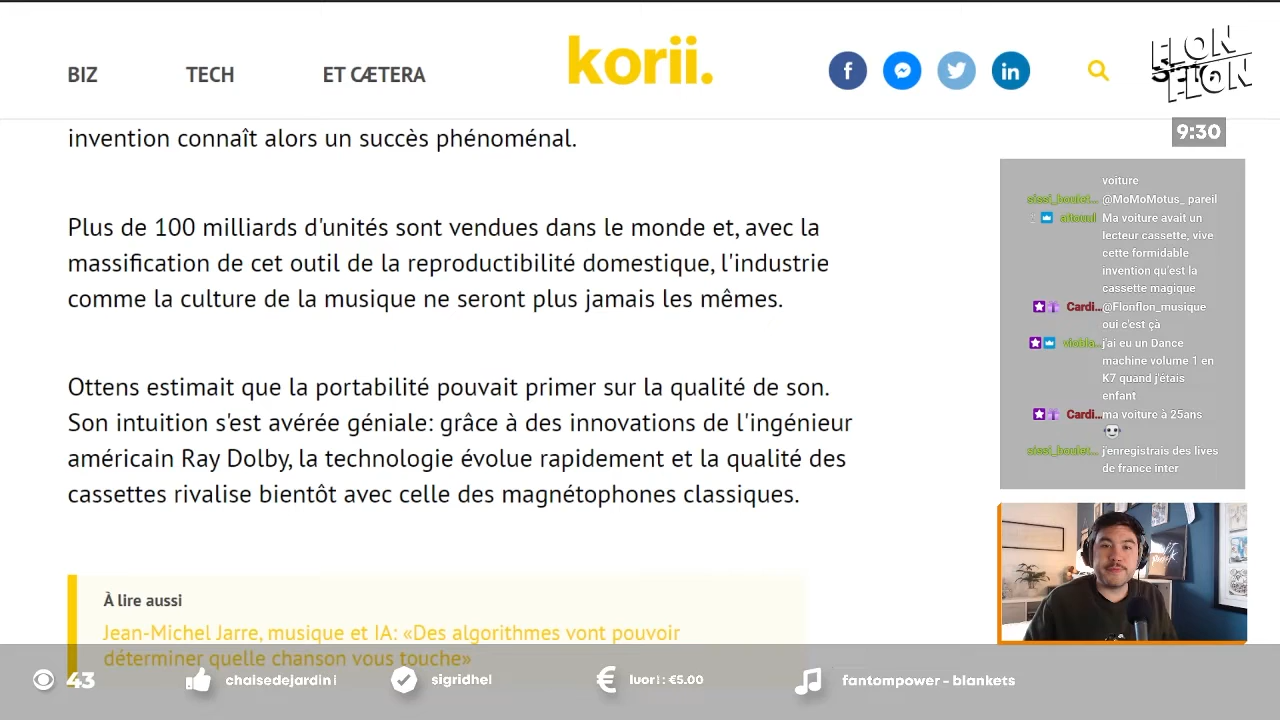 BIZ
TECH
ET CÆTERA
korii.
FLON
FLON
9:30
invention connaît alors un succès phénoménal.
Plus de 100 milliards d'unités sont vendues dans le monde et, avec la
massification de cet outil de la reproductibilité domestique, l'industrie
comme la culture de la musique ne seront plus jamais les mêmes.
Ottens estimait que la portabilité pouvait primer sur la qualité de son.
Son intuition s'est avérée géniale: grâce à des innovations de l'ingénieur
américain Ray Dolby, la technologie évolue rapidement et la qualité des
cassettes rivalise bientôt avec celle des magnétophones classiques.
À lire aussi
Jean-Michel Jarre, musique et IA: «Des algorithmes vont pouvoir
déterminer quelle chanson vous touche»
voiture
@MoMoMotus_ pareil
Ma voiture avait un
lecteur cassette, vive
cette formidable
invention qu'est la
cassette magique
Cardi... @Flonflon_musique
oui c'est çà
j'ai eu un Dance
machine volume 1 en
K7 quand j'étais
enfant
Cardi... ma voiture à 25ans
j'enregistrais des lives
de france inter
43
chaisedejardin1
sigridhel
luor1: €5.00
fantompower - blankets